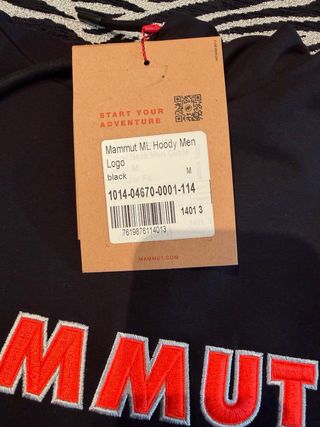 START YOUR
ADVENTURE
Mammut ML Hoody Men
Logo
black M
1014-04670-0001-114
1401 3
7619876114013
MAMMUT.COM
MMUT